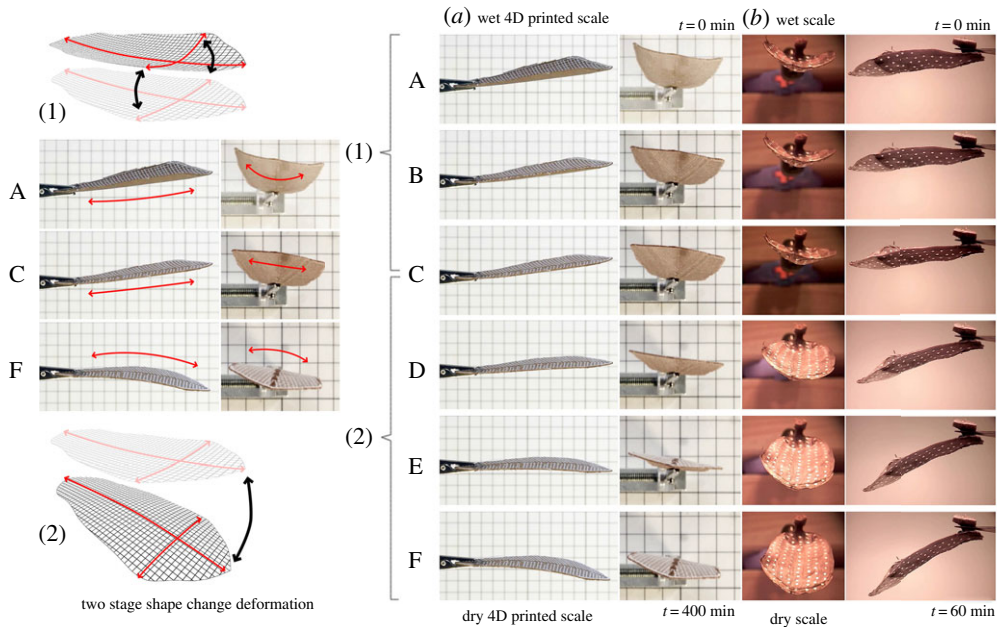 (a) wet 4D printed scale t = 0 min (b) wet scale t = 0 min
(1)
A
C
F
(2)
two stage shape change deformation
(1)
(2)
A
B
C
D
E
F
dry 4D printed scale t = 400 min dry scale t = 60 min